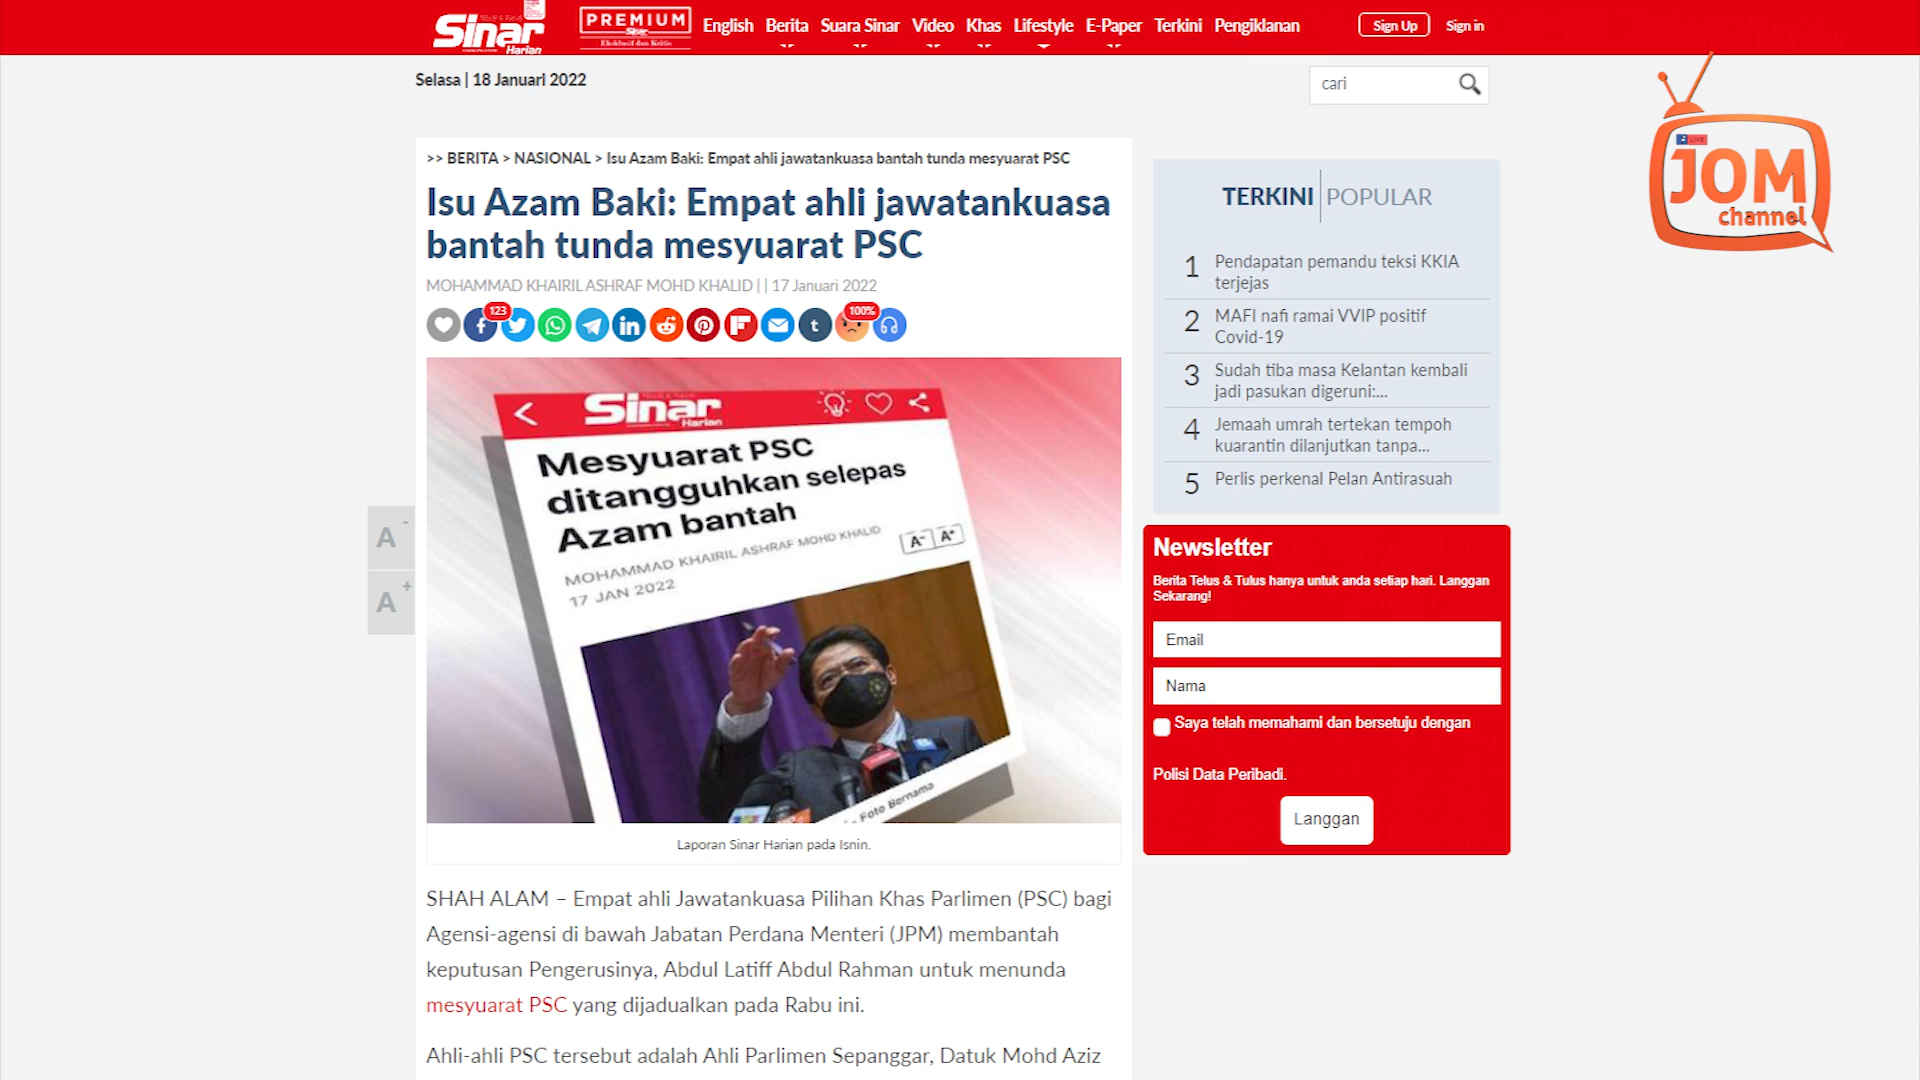 Sinar
Harian
PREMIUM
Sinar
Eksklusif dan Kritis
English Berita Suara Sinar Video Khas Lifestyle E-Paper Terkini Pengiklanan
Sign Up Sign in
Selasa | 18 Januari 2022
cari
LIVE
JOM
channel
>> BERITA > NASIONAL > Isu Azam Baki: Empat ahli jawatankuasa bantah tunda mesyuarat PSC
Isu Azam Baki: Empat ahli jawatankuasa
bantah tunda mesyuarat PSC
MOHAMMAD KHAIRIL ASHRAF MOHD KHALID | | 17 Januari 2022
123
100%
Sinar
Harian
Mesyuarat PSC
ditangguhkan selepas
Azam bantah
MOHAMMAD KHAIRIL ASHRAF MOHD KHALID
17 JAN 2022
A- A+
- Foto Bernama
Laporan Sinar Harian pada Isnin.
A -
A +
SHAH ALAM – Empat ahli Jawatankuasa Pilihan Khas Parlimen (PSC) bagi
Agensi-agensi di bawah Jabatan Perdana Menteri (JPM) membantah
keputusan Pengerusinya, Abdul Latiff Abdul Rahman untuk menunda
mesyuarat PSC yang dijadualkan pada Rabu ini.
Ahli-ahli PSC tersebut adalah Ahli Parlimen Sepanggar, Datuk Mohd Aziz
TERKINI POPULAR
1 Pendapatan pemandu teksi KKIA
terjejas
2 MAFI nafi ramai VVIP positif
Covid-19
3 Sudah tiba masa Kelantan kembali
jadi pasukan digeruni:...
4 Jemaah umrah tertekan tempoh
kuarantin dilanjutkan tanpa...
5 Perlis perkenal Pelan Antirasuah
Newsletter
Berita Telus & Tulus hanya untuk anda setiap hari. Langgan
Sekarang!
Email
Nama
Saya telah memahami dan bersetuju dengan
Polisi Data Peribadi.
Langgan